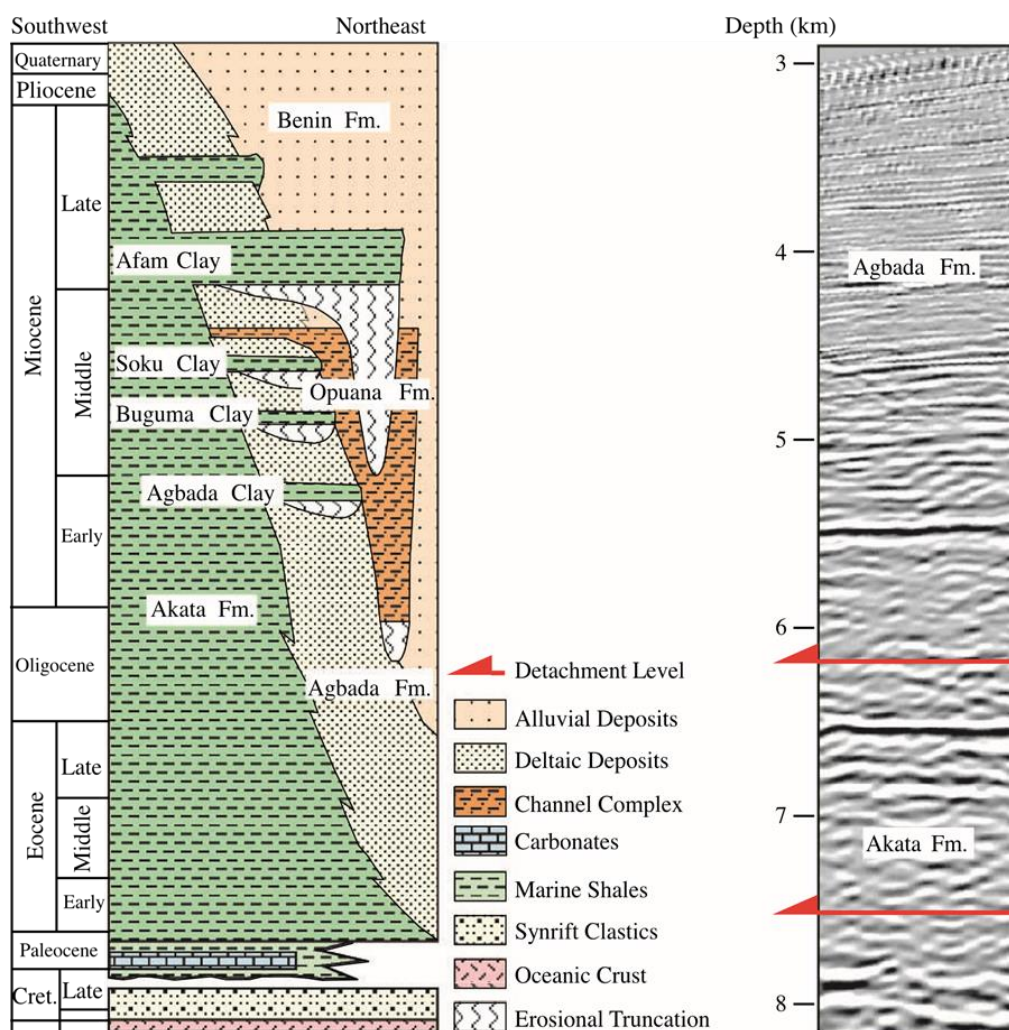 Southwest Northeast Depth (km)
Quaternary
Pliocene
Miocene
Late
Middle
Early
Oligocene
Eocene
Late
Middle
Early
Paleocene
Cret. Late
Benin Fm.
Afam Clay
Soku Clay
Opuana Fm.
Buguma Clay
Agbada Clay
Akata Fm.
Agbada Fm.
Detachment Level
Alluvial Deposits
Deltaic Deposits
Channel Complex
Carbonates
Marine Shales
Synrift Clastics
Oceanic Crust
Erosional Truncation
3
4
5
6
7
8
Agbada Fm.
Akata Fm.